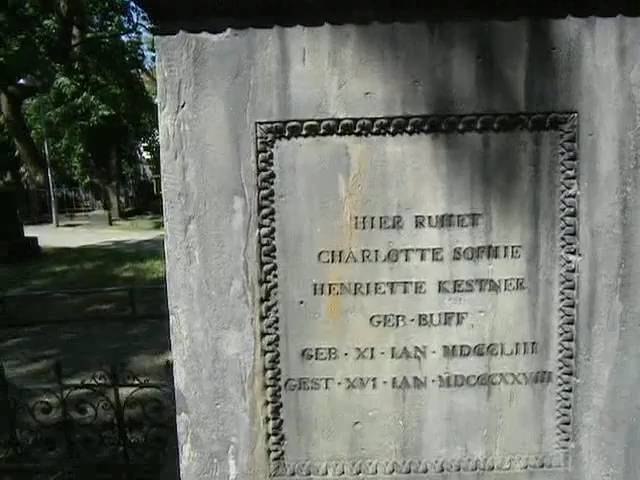 HIER RUHET
CHARLOTTE SOPHIE
HENRIETTE KESTNER
GEB·BUFF
GEB·XI·IAN·MDCCLIII
GEST·XVI·IAN·MDCCCXXVIII